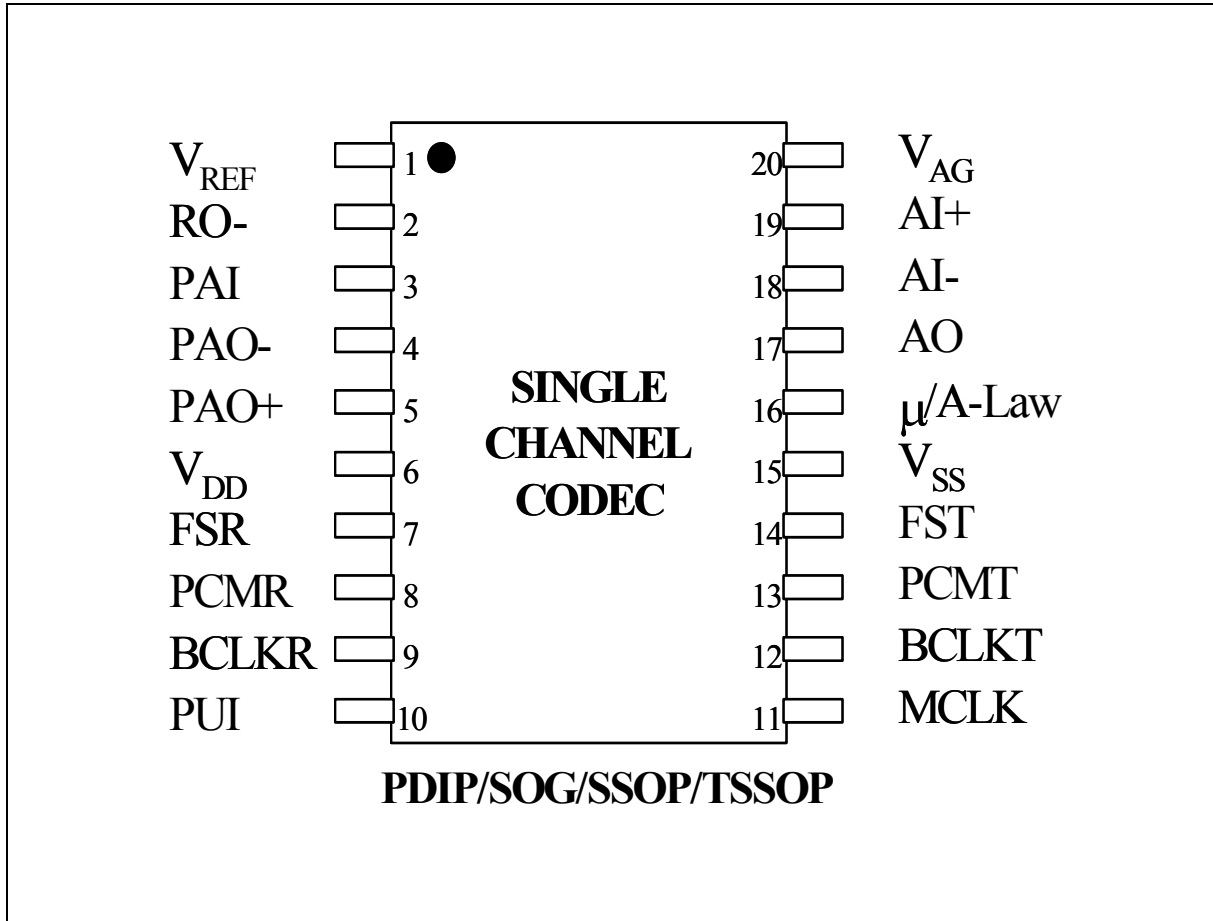 V_REF 1 20 V_AG
RO- 2 19 AI+
PAI 3 18 AI-
PAO- 4 17 AO
PAO+ 5 16 μ/A-Law
V_DD 6 15 V_SS
FSR 7 14 FST
PCMR 8 13 PCMT
BCLKR 9 12 BCLKT
PUI 10 11 MCLK
SINGLE
CHANNEL
CODEC
PDIP/SOG/SSOP/TSSOP